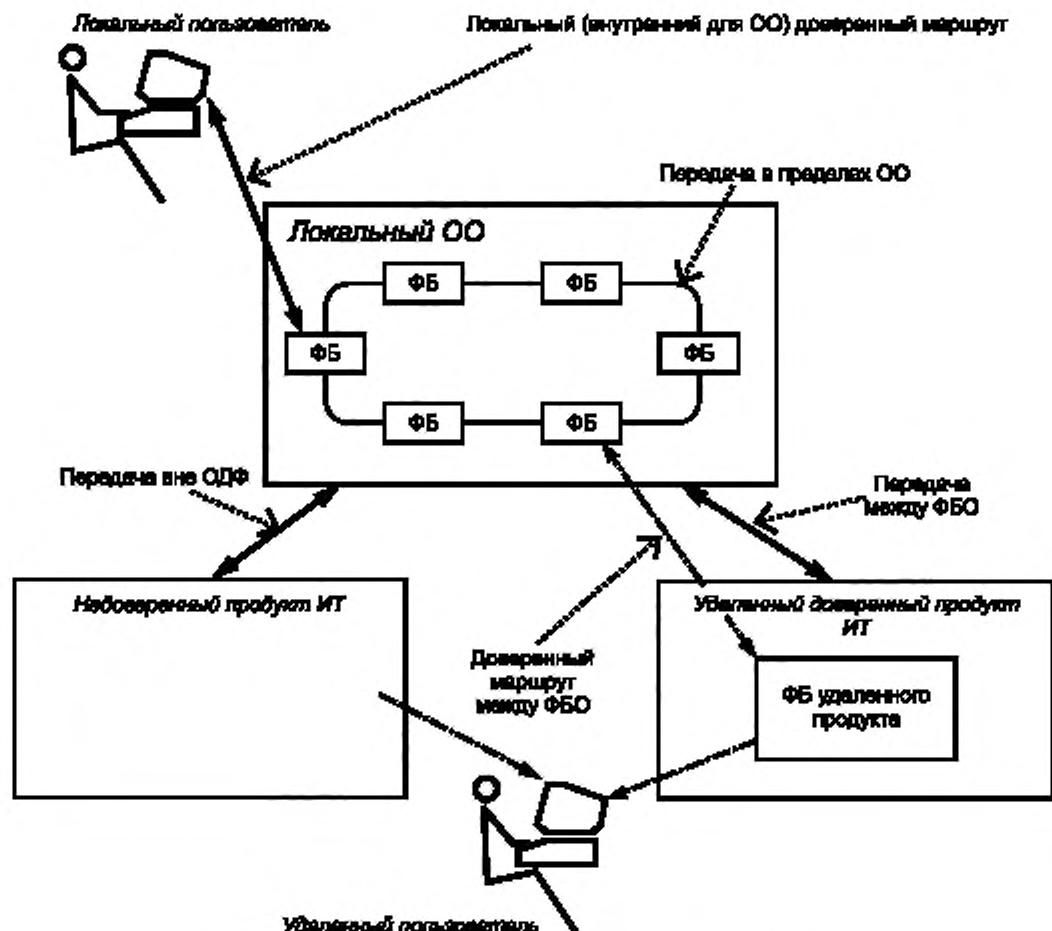 Локальный пользователь
Локальный (внутренний для ОО) доверенный маршрут
Передача в пределах ОО
Локальный ОО
ФБ
ФБ
ФБ
ФБ
ФБ
ФБ
Передача вне ОДФ
Передача
между ФБО
Недоверенный продукт ИТ
Удаленный доверенный продукт
ИТ
Доверенный
маршрут
между ФБО
ФБ удаленного
продукта
Удаленный пользователь